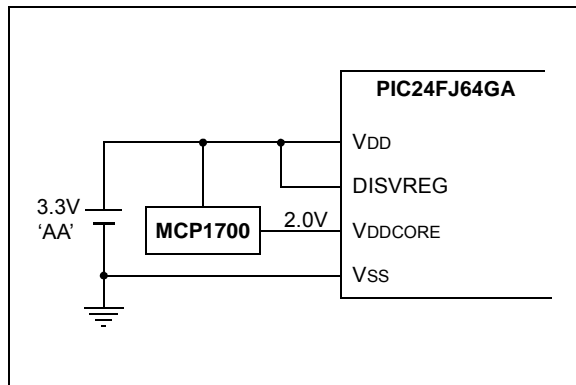 PIC24FJ64GA
VDD
DISVREG
3.3V
‘AA’
MCP1700
2.0V
VDDCORE
VSS